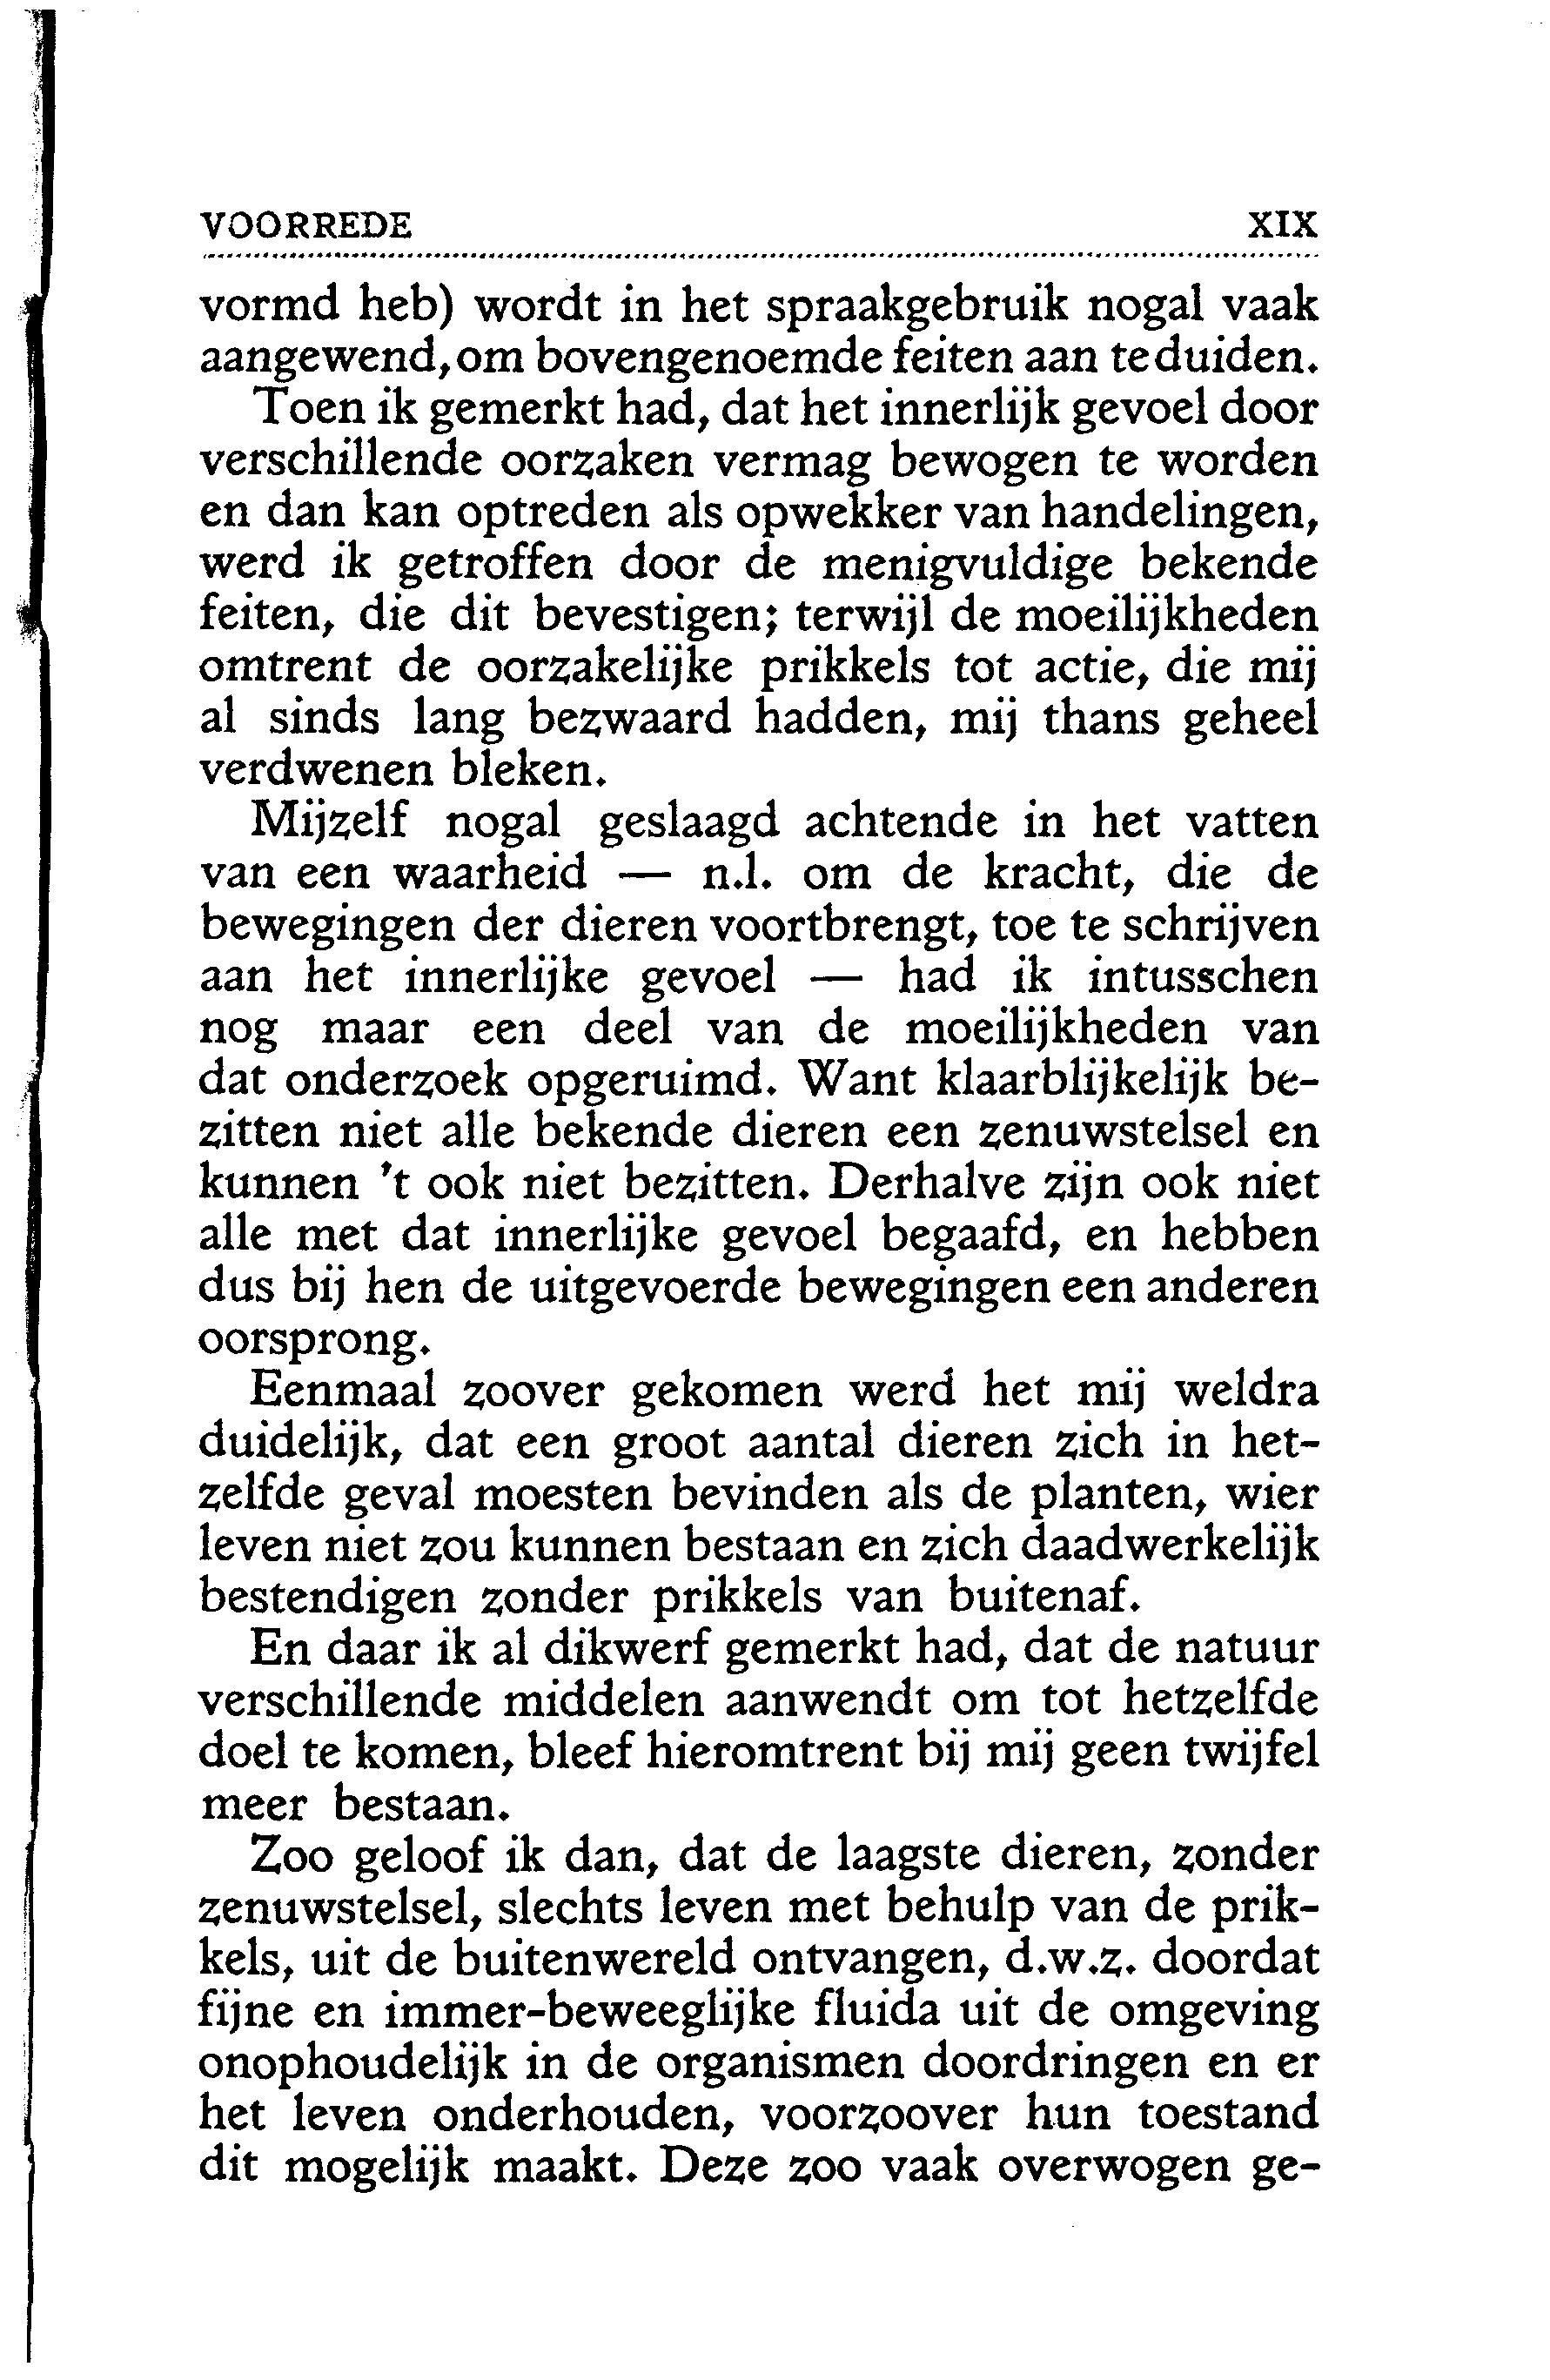 VOORREDE XIX
vormd heb) wordt in het spraakgebruik nogal vaak
aangewend, om bovengenoemde feiten aan te duiden.
Toen ik gemerkt had, dat het innerlijk gevoel door
verschillende oorzaken vermag bewogen te worden
en dan kan optreden als opwekker van handelingen,
werd ik getroffen door de menigvuldige bekende
feiten, die dit bevestigen; terwijl de moeilijkheden
omtrent de oorzakelijke prikkels tot actie, die mij
al sinds lang bezwaard hadden, mij thans geheel
verdwenen bleken.
Mijzelf nogal geslaagd achtende in het vatten
van een waarheid — n.l. om de kracht, die de
bewegingen der dieren voortbrengt, toe te schrijven
aan het innerlijke gevoel — had ik intusschen
nog maar een deel van de moeilijkheden van
dat onderzoek opgeruimd. Want klaarblijkelijk be-
zitten niet alle bekende dieren een zenuwstelsel en
kunnen 't ook niet bezitten. Derhalve zijn ook niet
alle met dat innerlijke gevoel begaafd, en hebben
dus bij hen de uitgevoerde bewegingen een anderen
oorsprong.
Eenmaal zoover gekomen werd het mij weldra
duidelijk, dat een groot aantal dieren zich in het-
zelfde geval moesten bevinden als de planten, wier
leven niet zou kunnen bestaan en zich daadwerkelijk
bestendigen zonder prikkels van buitenaf.
En daar ik al dikwerf gemerkt had, dat de natuur
verschillende middelen aanwendt om tot hetzelfde
doel te komen, bleef hieromtrent bij mij geen twijfel
meer bestaan.
Zoo geloof ik dan, dat de laagste dieren, zonder
zenuwstelsel, slechts leven met behulp van de prik-
kels, uit de buitenwereld ontvangen, d.w.z. doordat
fijne en immer-beweeglijke fluida uit de omgeving
onophoudelijk in de organismen doordringen en er
het leven onderhouden, voorzoover hun toestand
dit mogelijk maakt. Deze zoo vaak overwogen ge-